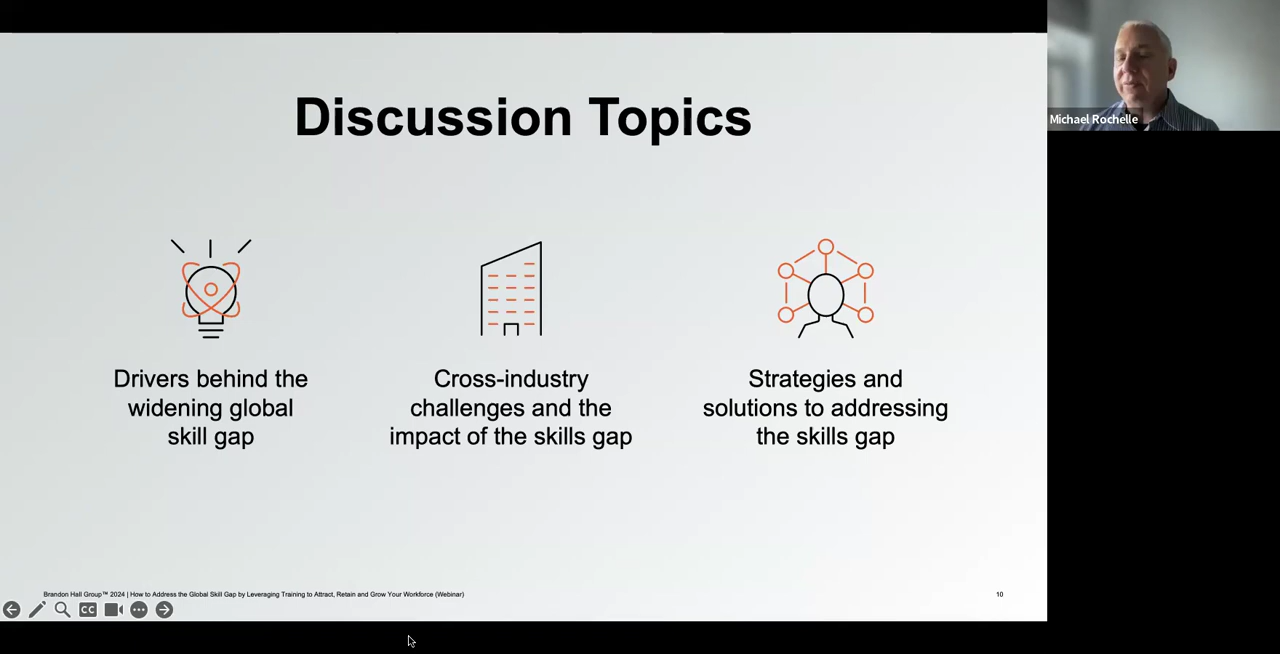 Discussion Topics
Michael Rochelle
Drivers behind the
widening global
skill gap
Cross-industry
challenges and the
impact of the skills gap
Strategies and
solutions to addressing
the skills gap
Brandon Hall Group™ 2024 | How to Address the Global Skill Gap by Leveraging Training to Attract, Retain and Grow Your Workforce (Webinar)
10
CC